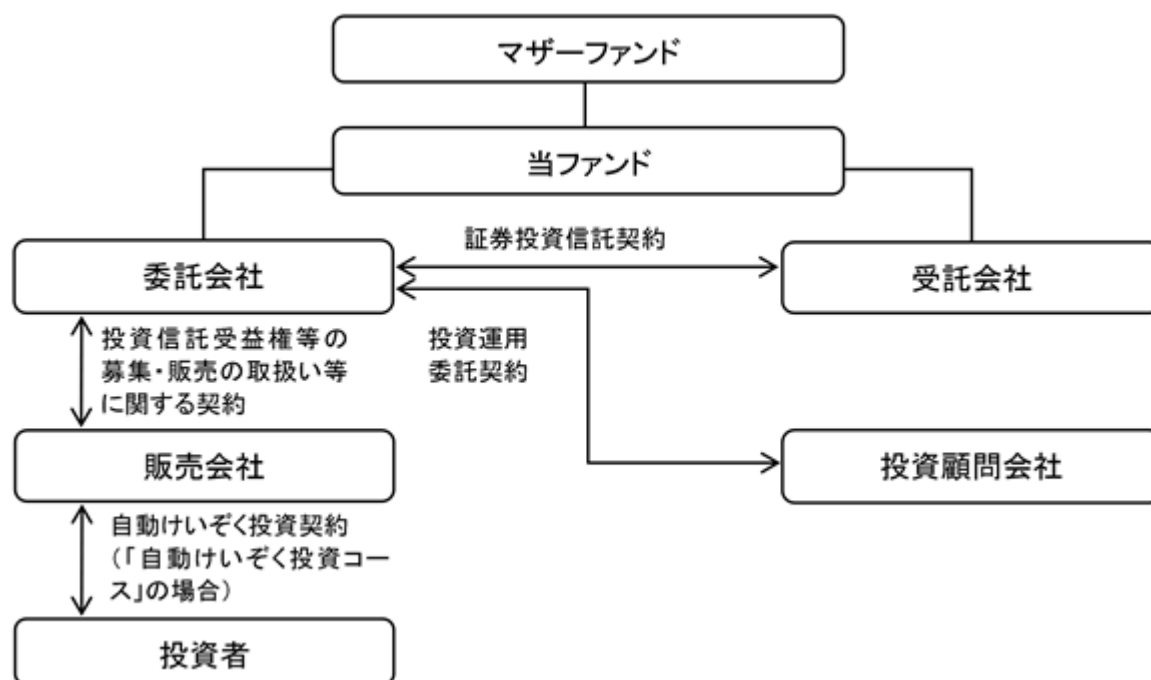 マザーファンド
当ファンド
証券投資信託契約
委託会社
受託会社
投資信託受益権等の
募集・販売の取扱い等
に関する契約
投資運用
委託契約
販売会社
投資顧問会社
自動けいぞく投資契約
(「自動けいぞく投資コー
ス」の場合)
投資者